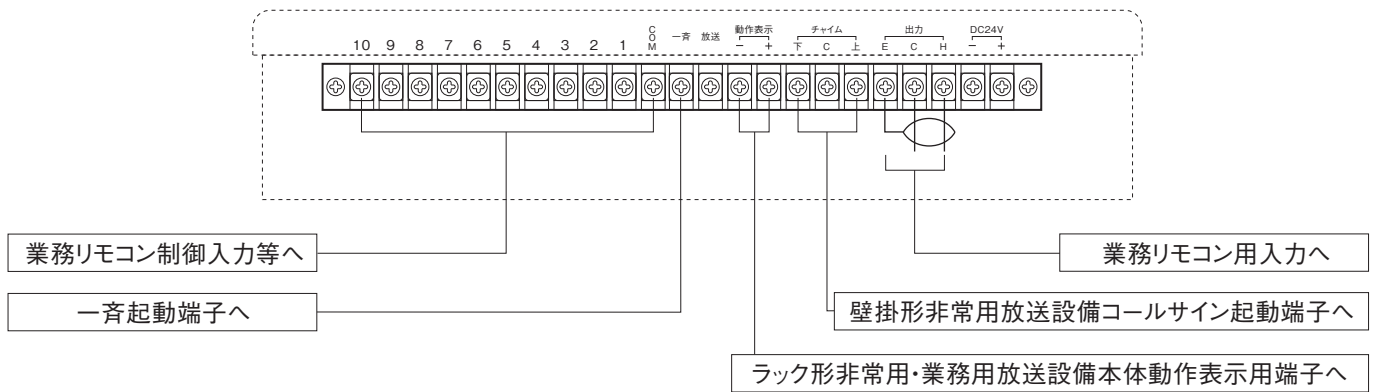 動作表示 チャイム 出力 DC24V
10 9 8 7 6 5 4 3 2 1 COM 一斉 放送 − + 下 C 上 E C H − +
業務リモコン制御入力等へ 業務リモコン用入力へ
一斉起動端子へ 壁掛形非常用放送設備コールサイン起動端子へ
ラック形非常用・業務用放送設備本体動作表示用端子へ